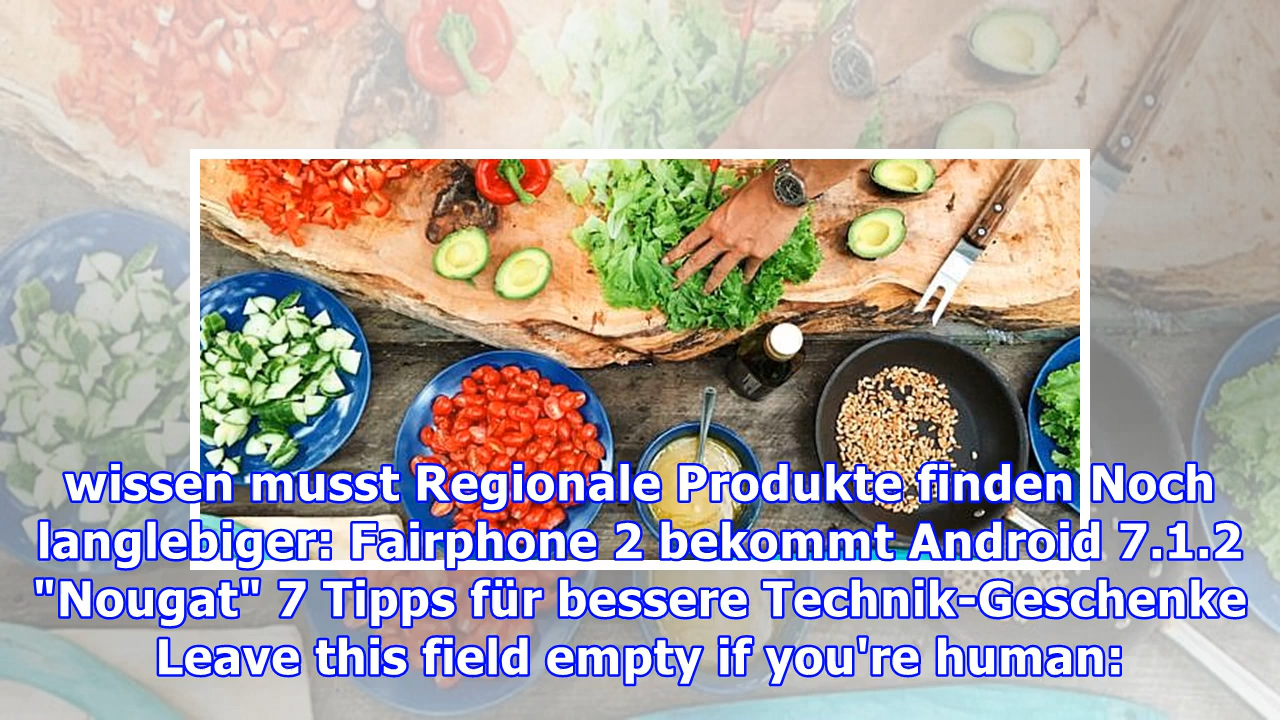 wissen musst Regionale Produkte finden Noch
langlebiger: Fairphone 2 bekommt Android 7.1.2
"Nougat" 7 Tipps für bessere Technik-Geschenke
Leave this field empty if you're human: